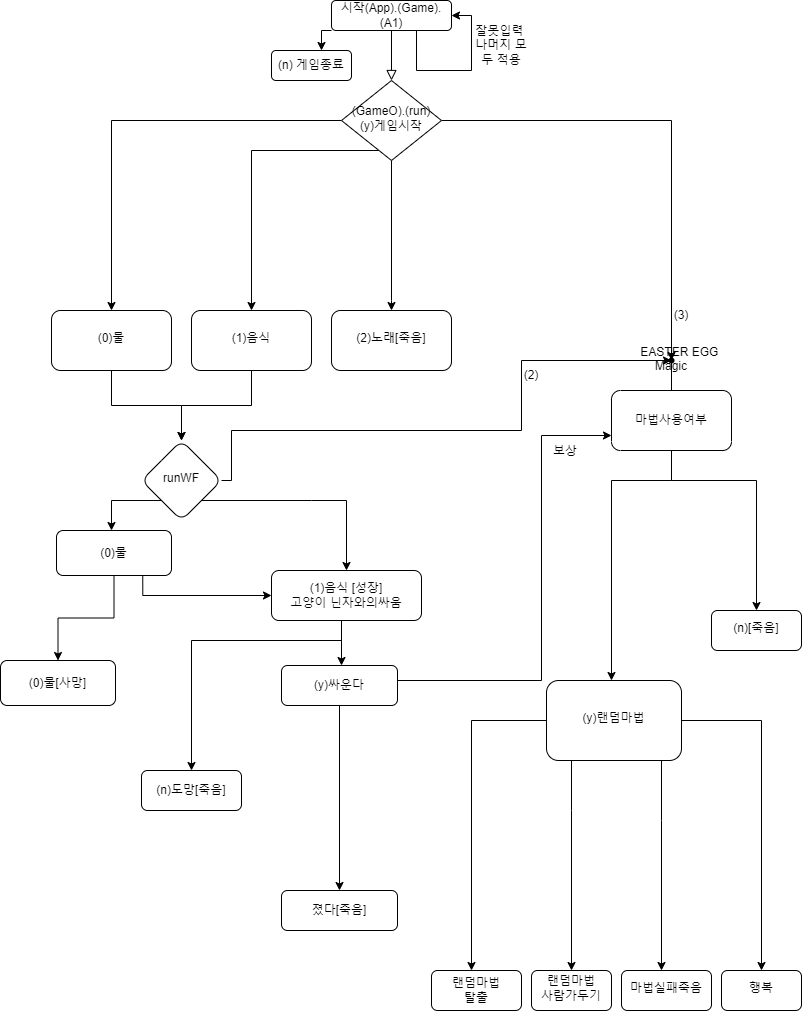 시작(App).(Game).
(A1)
잘못입력
나머지 모
두 적용
(n) 게임종료
(GameO).(run)
(y)게임시작
(0)물
(1)음식
(2)노래[죽음]
(3)
EASTER EGG
Magic
(2)
마법사용여부
보상
runWF
(0)물
(1)음식 [성장]
고양이 닌자와의싸움
(n)[죽음]
(0)물[사망]
(y)싸운다
(y)랜덤마법
(n)도망[죽음]
졌다[죽음]
랜덤마법
탈출
랜덤마법
사람가두기
마법실패죽음
행복